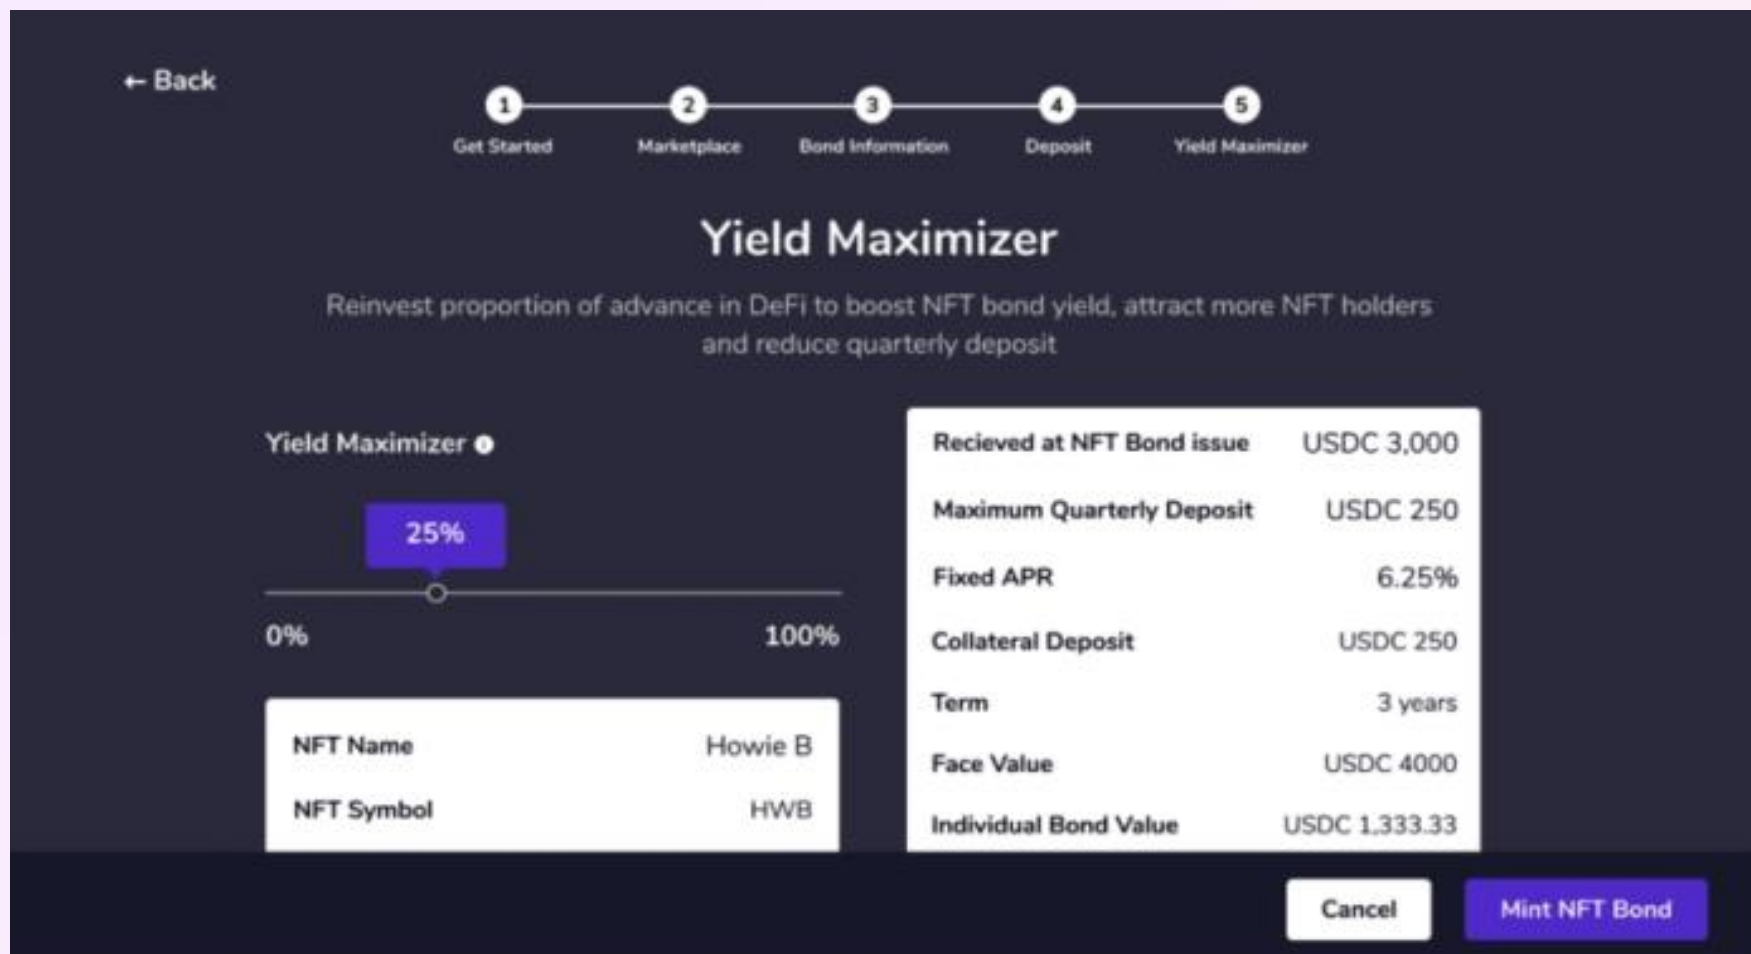 ← Back
1 2 3 4 5
Get Started Marketplace Bond Information Deposit Yield Maximizer
Yield Maximizer
Reinvest proportion of advance in DeFi to boost NFT bond yield, attract more NFT holders
and reduce quarterly deposit
Yield Maximizer
25%
0% 100%
NFT Name Howie B
NFT Symbol HWB
Recieved at NFT Bond issue USDC 3,000
Maximum Quarterly Deposit USDC 250
Fixed APR 6.25%
Collateral Deposit USDC 250
Term 3 years
Face Value USDC 4000
Individual Bond Value USDC 1,333.33
Cancel Mint NFT Bond